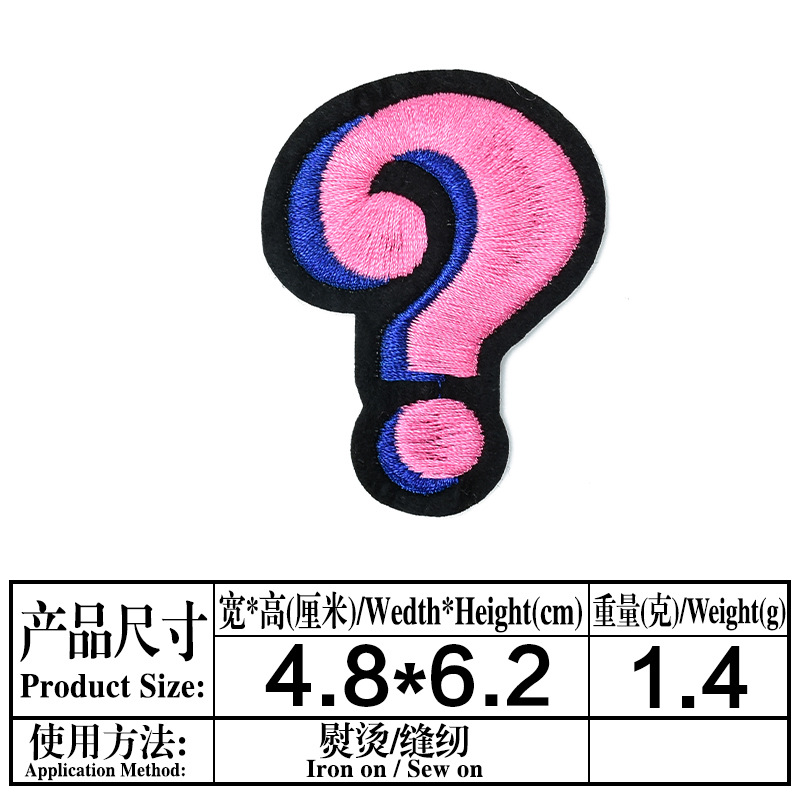 ?
产品尺寸
Product Size:
宽*高(厘米)/Wedth*Height(cm)
重量(克)/Weight(g)
4.8*6.2
1.4
使用方法:
Application Method:
熨烫/缝纫
Iron on / Sew on